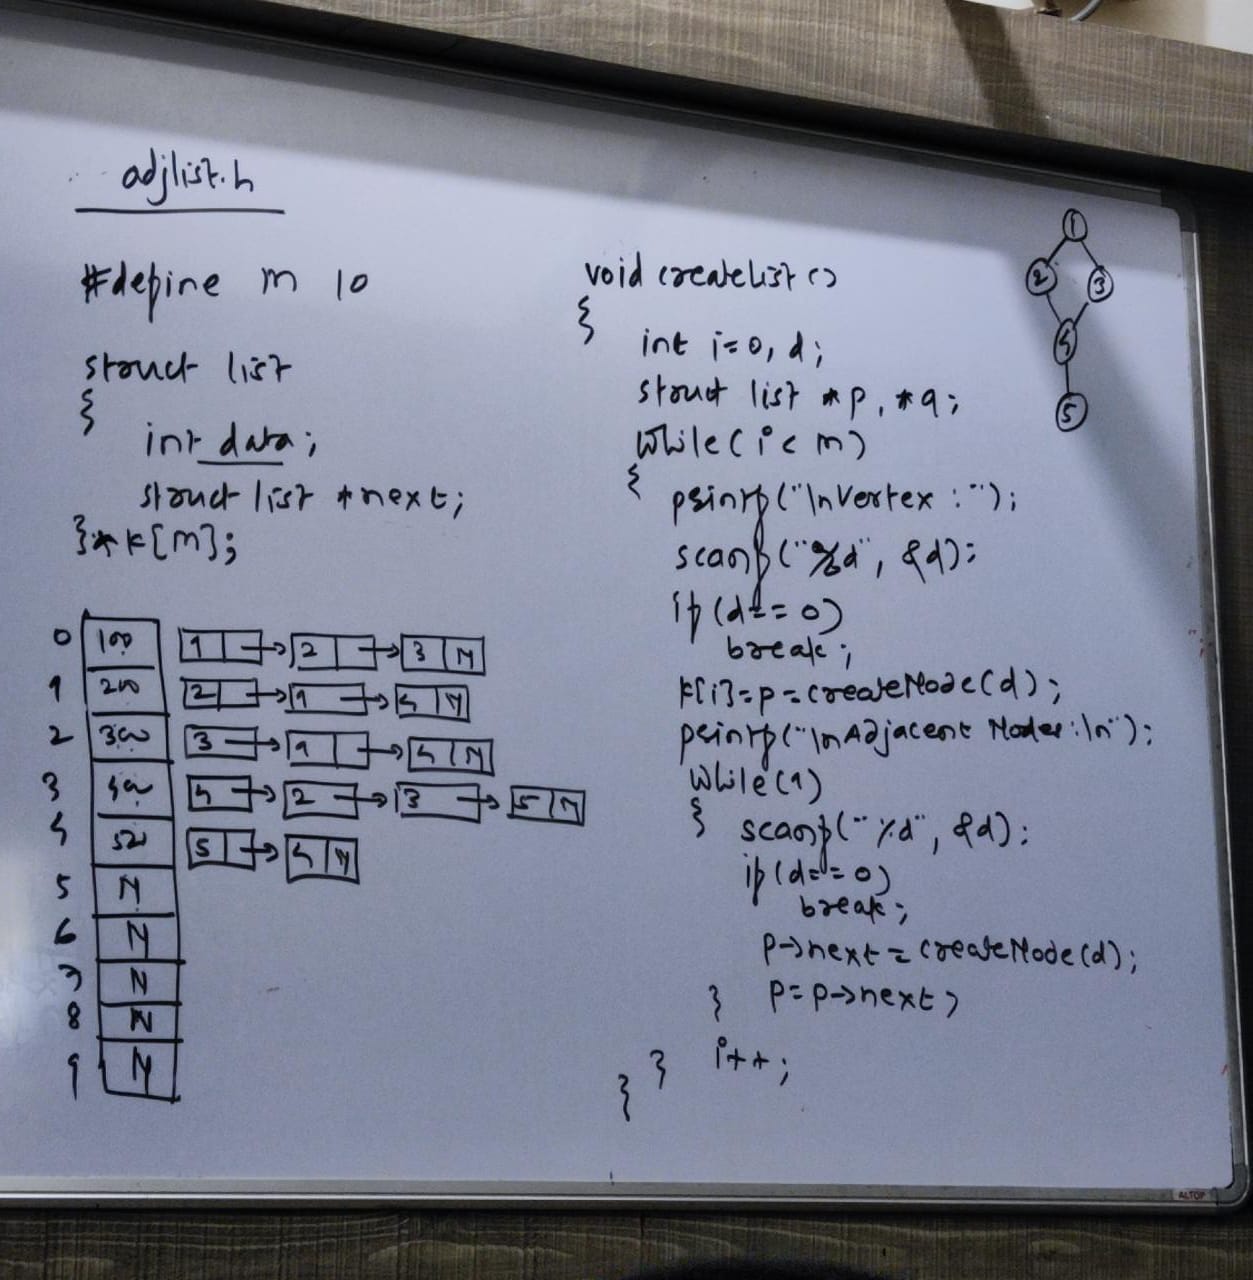 adjlist.h
#define m 10
struct list
{
int data;
struct list *next;
}*k[m];
0 100 1 2 3 N
1 200 2 1 4 N
2 300 3 1 4 N
3 400 4 2 3 5 N
4 500 5 4 N
5 N
6 N
7 N
8 N
9 N
void createList()
{
int i=0, d;
struct list *p, *q;
while(i < m)
{
printf("\nVertex : ");
scanf("%d", &d);
if (d == 0)
break;
k[i]=p=createNode(d);
printf("\nAdjacent Nodes:\n");
while(1)
{
scanf("%d", &d);
if (d == 0)
break;
p->next = createNode(d);
p=p->next;
}
i++;
}
}
1
2 3
4
5
ALTOP